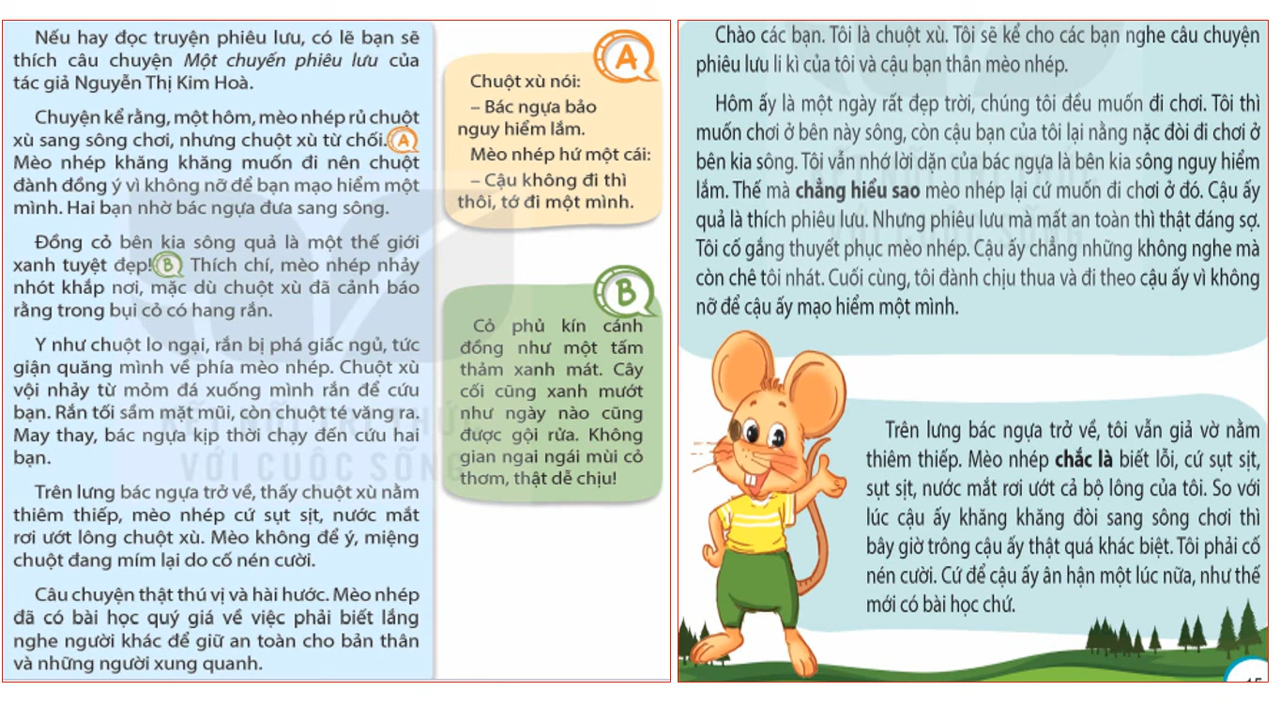 Nếu hay đọc truyện phiêu lưu, có lẽ bạn sẽ
thích câu chuyện Một chuyến phiêu lưu của
tác giả Nguyễn Thị Kim Hoà.
Chuyện kể rằng, một hôm, mèo nhép rủ chuột
xù sang sông chơi, nhưng chuột xù từ chối. A
Mèo nhép khăng khăng muốn đi nên chuột
đành đồng ý vì không nỡ để bạn mạo hiểm một
mình. Hai bạn nhờ bác ngựa đưa sang sông.
Đồng cỏ bên kia sông quả là một thế giới
xanh tuyệt đẹp! B Thích chí, mèo nhép nhảy
nhót khắp nơi, mặc dù chuột xù đã cảnh báo
rằng trong bụi cỏ có hang rắn.
Y như chuột lo ngại, rắn bị phá giấc ngủ, tức
giận quăng mình về phía mèo nhép. Chuột xù
vội nhảy từ mỏm đá xuống mình rắn để cứu
bạn. Rắn tối sầm mặt mũi, còn chuột té văng ra.
May thay, bác ngựa kịp thời chạy đến cứu hai
bạn.
Trên lưng bác ngựa trở về, thấy chuột xù nằm
thiêm thiếp, mèo nhép cứ sụt sịt, nước mắt
rơi ướt lông chuột xù. Mèo không để ý, miệng
chuột đang mím lại do cố nén cười.
Câu chuyện thật thú vị và hài hước. Mèo nhép
đã có bài học quý giá về việc phải biết lắng
nghe người khác để giữ an toàn cho bản thân
và những người xung quanh.
A
Chuột xù nói:
– Bác ngựa bảo
nguy hiểm lắm.
Mèo nhép hứ một cái:
– Cậu không đi thì
thôi, tớ đi một mình.
B
Cỏ phủ kín cánh
đồng như một tấm
thảm xanh mát. Cây
cối cũng xanh mướt
như ngày nào cũng
được gội rửa. Không
gian ngai ngái mùi cỏ
thơm, thật dễ chịu!
KẾT NỐI TRI THỨC
VỚI CUỘC SỐNG
Chào các bạn. Tôi là chuột xù. Tôi sẽ kể cho các bạn nghe câu chuyện
phiêu lưu li kì của tôi và cậu bạn thân mèo nhép.
Hôm ấy là một ngày rất đẹp trời, chúng tôi đều muốn đi chơi. Tôi thì
muốn chơi ở bên này sông, còn cậu bạn của tôi lại nằng nặc đòi đi chơi ở
bên kia sông. Tôi vẫn nhớ lời dặn của bác ngựa là bên kia sông nguy hiểm
lắm. Thế mà chẳng hiểu sao mèo nhép lại cứ muốn đi chơi ở đó. Cậu ấy
quả là thích phiêu lưu. Nhưng phiêu lưu mà mất an toàn thì thật đáng sợ.
Tôi cố gắng thuyết phục mèo nhép. Cậu ấy chẳng những không nghe mà
còn chê tôi nhát. Cuối cùng, tôi đành chịu thua và đi theo cậu ấy vì không
nỡ để cậu ấy mạo hiểm một mình.
Trên lưng bác ngựa trở về, tôi vẫn giả vờ nằm
thiêm thiếp. Mèo nhép chắc là biết lỗi, cứ sụt sịt,
sụt sịt, nước mắt rơi ướt cả bộ lông của tôi. So với
lúc cậu ấy khăng khăng đòi sang sông chơi thì
bây giờ trông cậu ấy thật quá khác biệt. Tôi phải cố
nén cười. Cứ để cậu ấy ân hận một lúc nữa, như thế
mới có bài học chứ.